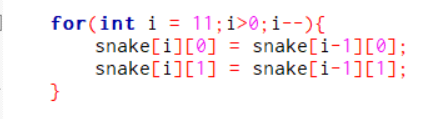 for(int i = 11;i>0;i--){
    snake[i][0] = snake[i-1][0];
    snake[i][1] = snake[i-1][1];
}